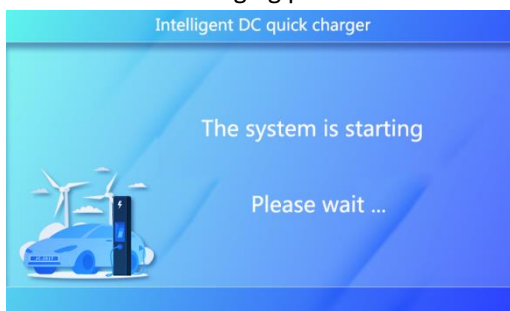 Intelligent DC quick charger
The system is starting
Please wait ...